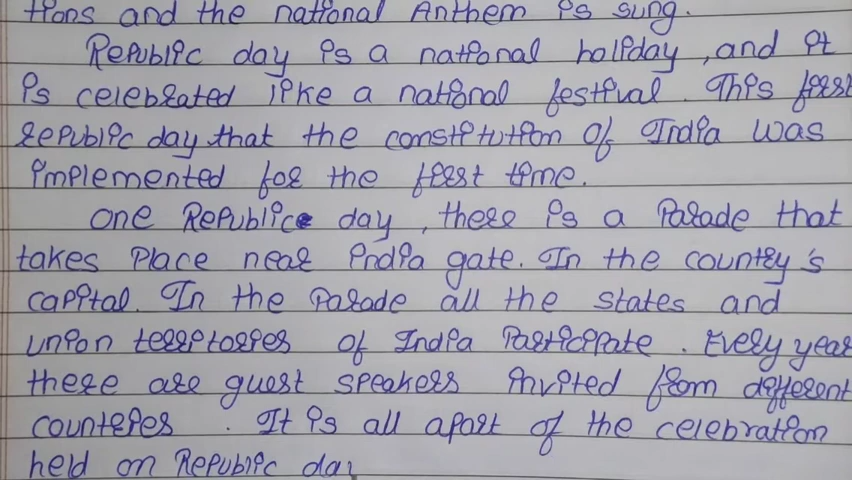 tions and the national Anthem is sung.
Republic day is a national holiday, and it
is celebrated like a national festival. This first
republic day that the constitution of India was
implemented for the first time.
One Republic day, there is a Parade that
takes Place near india gate. In the country's
capital. In the Parade all the states and
union territories of India Participate. Every year
there are guest speakers invited from different
counteries. It is all apart of the celebration
held on Republic day